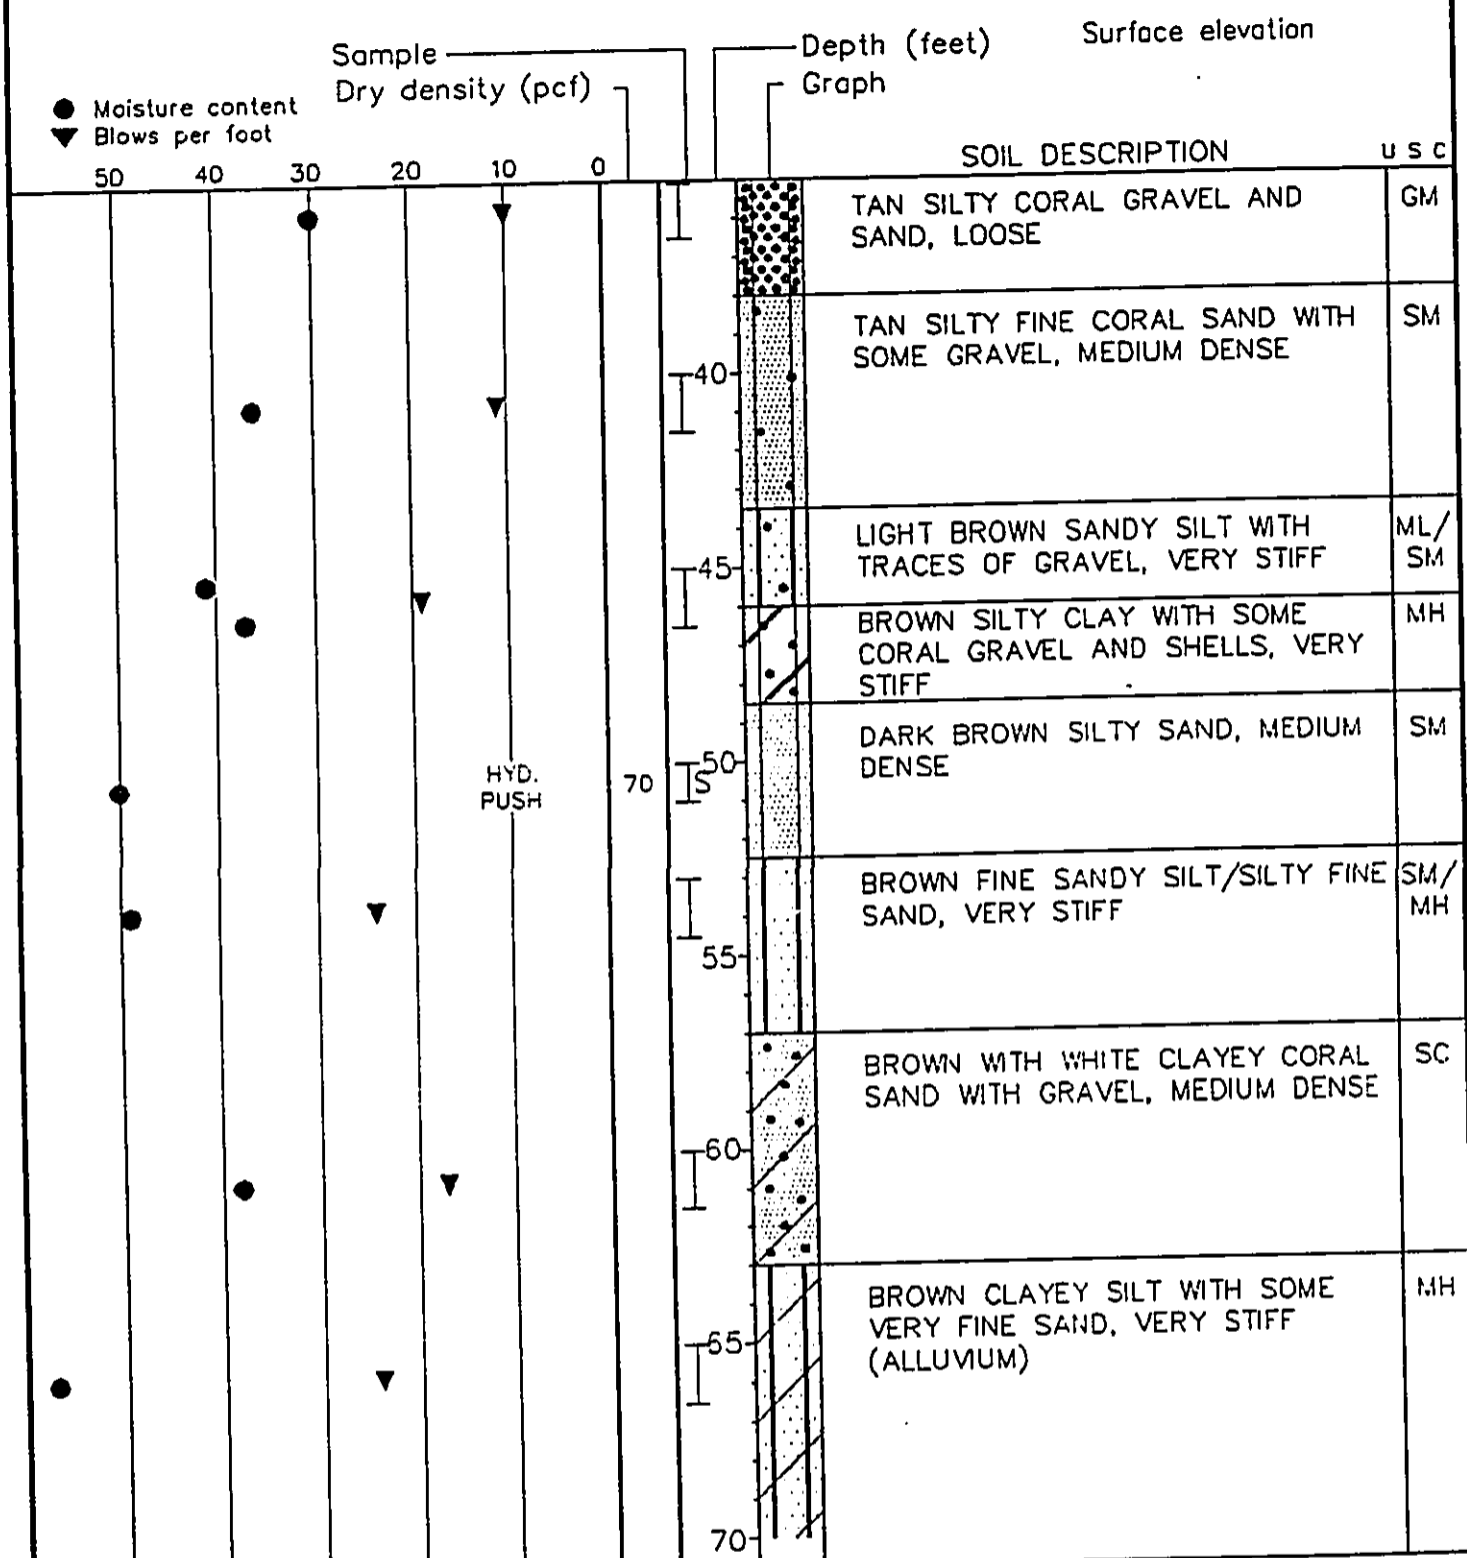 Sample
Depth (feet)
Surface elevation
Dry density (pcf)
Graph
Moisture content
Blows per foot
50 40 30 20 10 0
SOIL DESCRIPTION
U S C
TAN SILTY CORAL GRAVEL AND
SAND, LOOSE
GM
TAN SILTY FINE CORAL SAND WITH
SOME GRAVEL, MEDIUM DENSE
SM
40
LIGHT BROWN SANDY SILT WITH
TRACES OF GRAVEL, VERY STIFF
ML/
SM
45
BROWN SILTY CLAY WITH SOME
CORAL GRAVEL AND SHELLS, VERY
STIFF
MH
DARK BROWN SILTY SAND, MEDIUM
DENSE
SM
HYD.
PUSH
70
S
50
BROWN FINE SANDY SILT/SILTY FINE
SAND, VERY STIFF
SM/
MH
55
BROWN WITH WHITE CLAYEY CORAL
SAND WITH GRAVEL, MEDIUM DENSE
SC
60
BROWN CLAYEY SILT WITH SOME
VERY FINE SAND, VERY STIFF
(ALLUVIUM)
MH
65
70